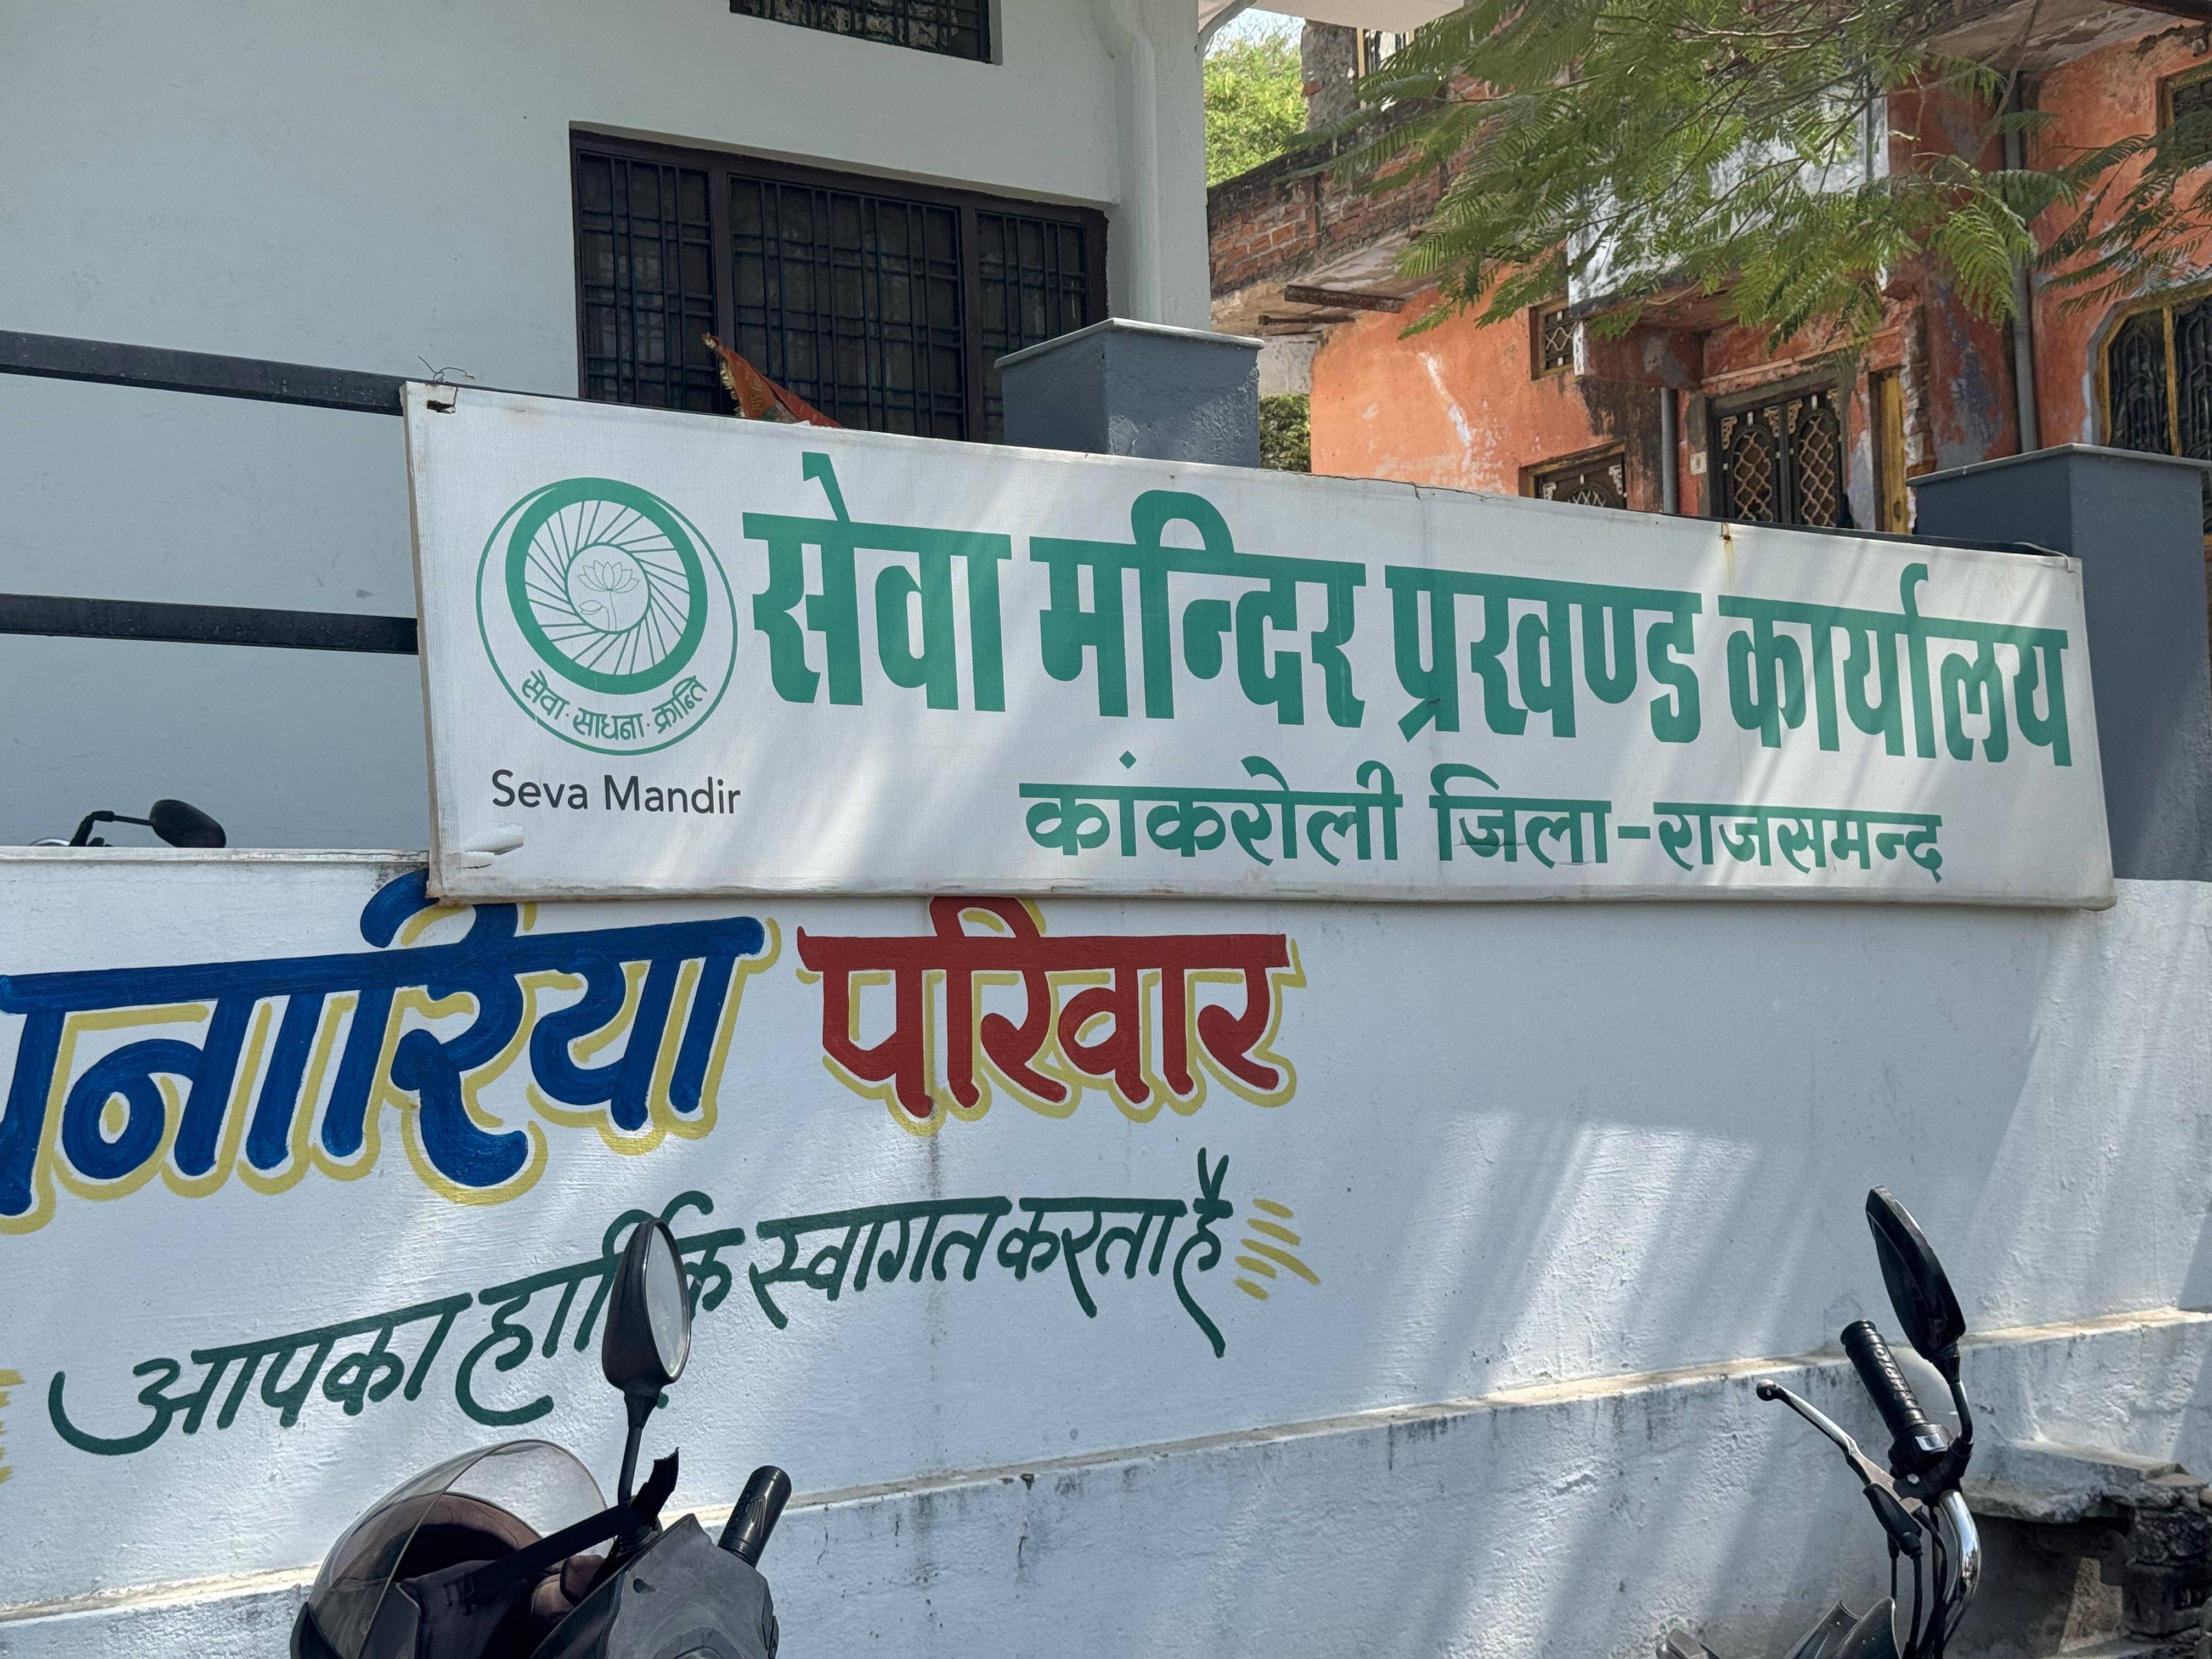 सेवा मन्दिर प्रखण्ड कार्यालय
कांकरोली जिला-राजसमन्द
सेवा · साधना · क्रान्ति
Seva Mandir
परिवार
आपका हार्दिक स्वागत करता है